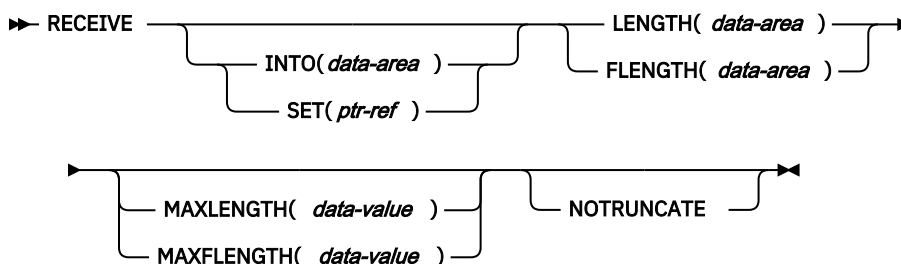 RECEIVE
INTO( data-area )
SET( ptr-ref )
LENGTH( data-area )
FLENGTH( data-area )
MAXLENGTH( data-value )
MAXFLENGTH( data-value )
NOTRUNCATE